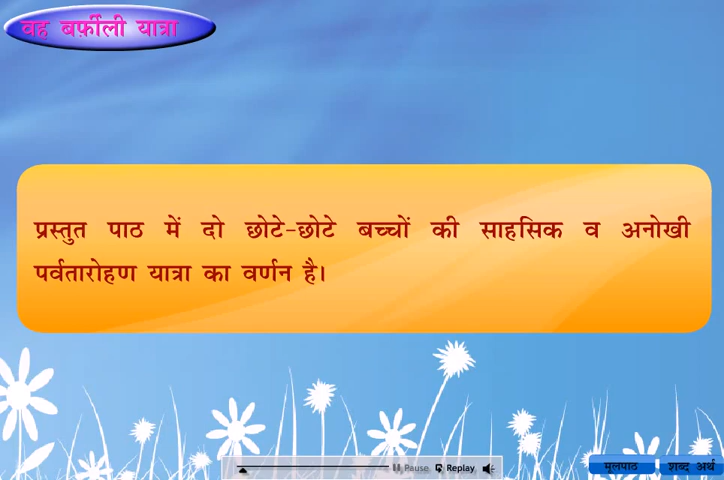 वह बर्फ़ीली यात्रा
प्रस्तुत पाठ में दो छोटे-छोटे बच्चों की साहसिक व अनोखी
पर्वतारोहण यात्रा का वर्णन है।
Pause Replay
मूलपाठ शब्द अर्थ